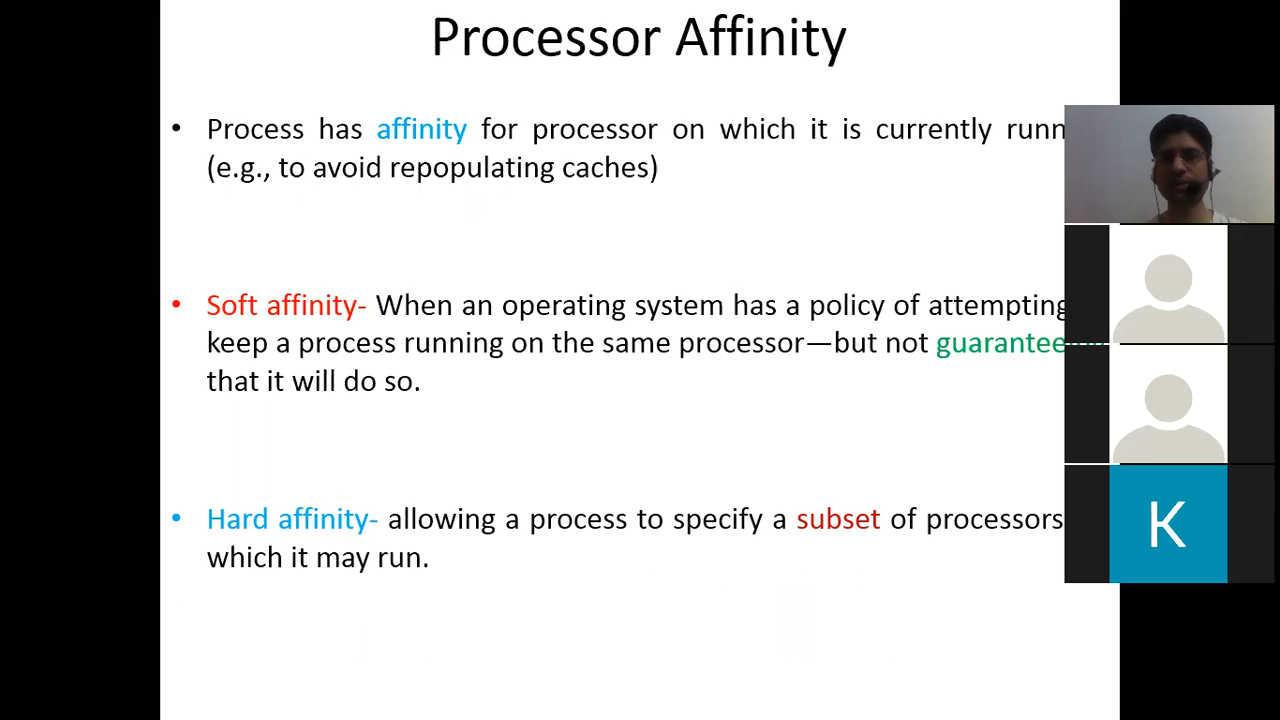 Processor Affinity
• Process has affinity for processor on which it is currently runn
(e.g., to avoid repopulating caches)
• Soft affinity- When an operating system has a policy of attempting
keep a process running on the same processor—but not guarantee
that it will do so.
• Hard affinity- allowing a process to specify a subset of processors
which it may run.
K